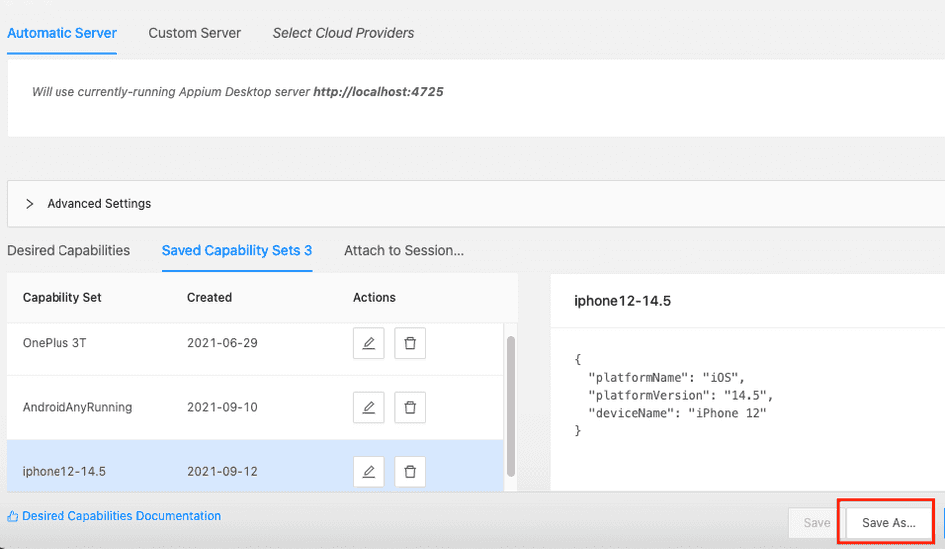 Automatic Server Custom Server Select Cloud Providers
Will use currently-running Appium Desktop server http://localhost:4725
Advanced Settings
Desired Capabilities Saved Capability Sets 3 Attach to Session...
Capability Set Created Actions
OnePlus 3T 2021-06-29
AndroidAnyRunning 2021-09-10
iphone12-14.5 2021-09-12
iphone12-14.5
{
"platformName": "iOS",
"platformVersion": "14.5",
"deviceName": "iPhone 12"
}
Desired Capabilities Documentation
Save Save As...